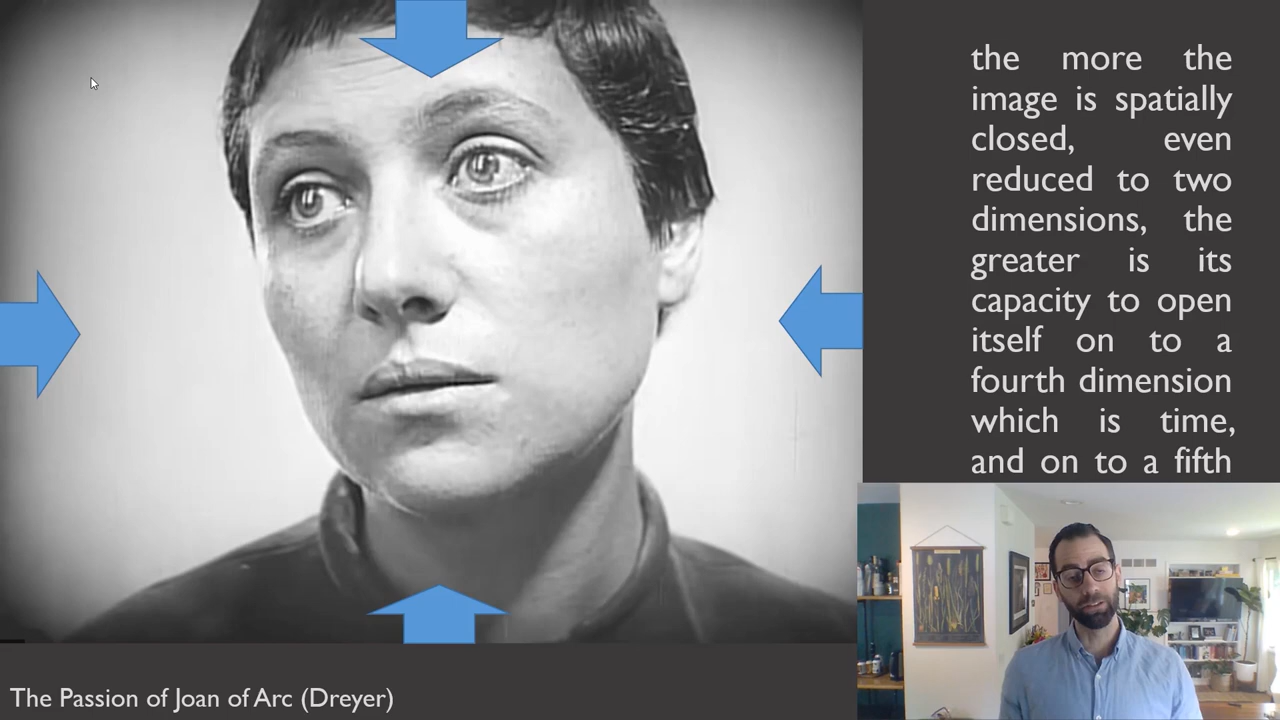 the more the
image is spatially
closed, even
reduced to two
dimensions, the
greater is its
capacity to open
itself on to a
fourth dimension
which is time,
and on to a fifth
The Passion of Joan of Arc (Dreyer)